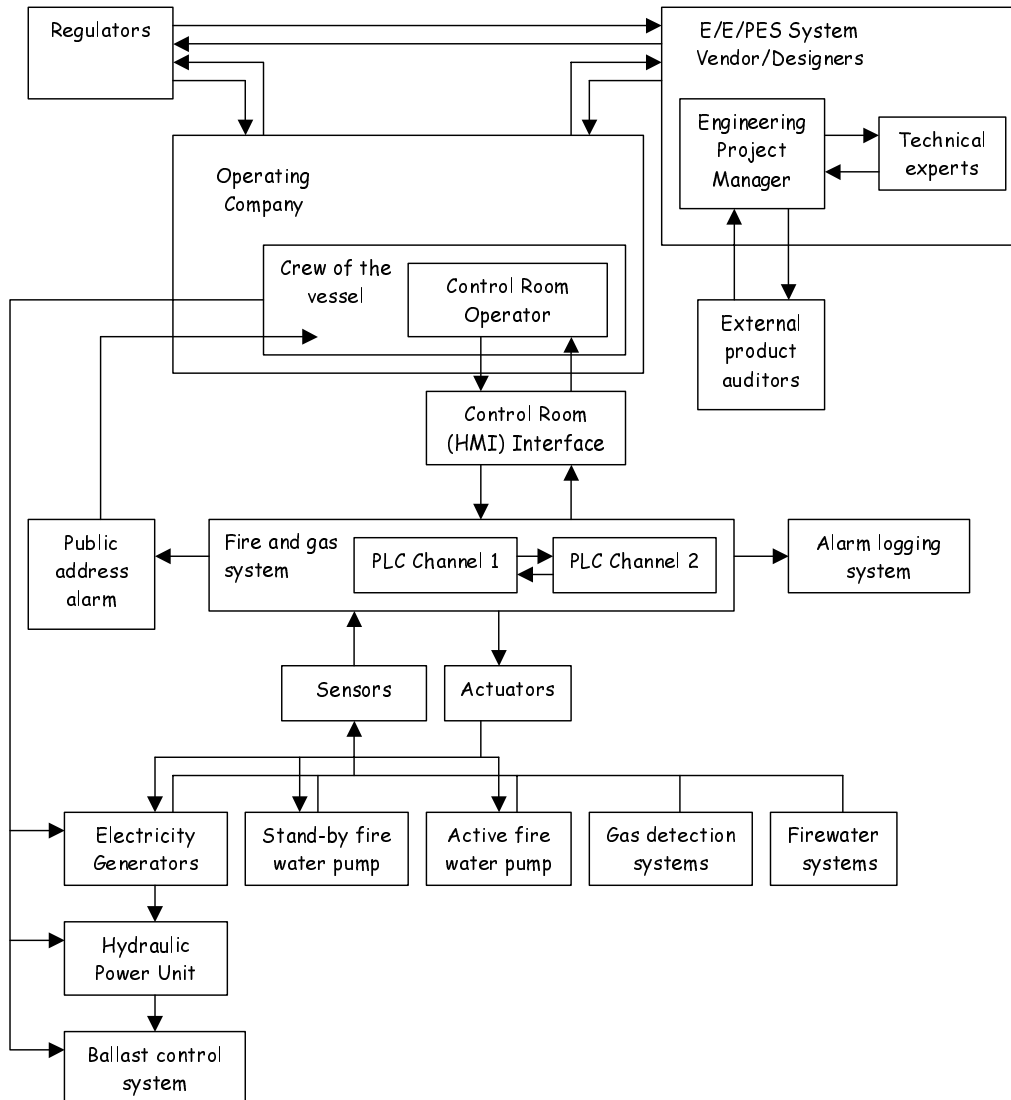 Regulators
E/E/PES System
Vendor/Designers
Engineering
Project
Manager
Technical
experts
Operating
Company
Crew of the
vessel
Control Room
Operator
External
product
auditors
Control Room
(HMI) Interface
Public
address
alarm
Fire and gas
system
PLC Channel 1
PLC Channel 2
Alarm logging
system
Sensors
Actuators
Electricity
Generators
Stand-by fire
water pump
Active fire
water pump
Gas detection
systems
Firewater
systems
Hydraulic
Power Unit
Ballast control
system